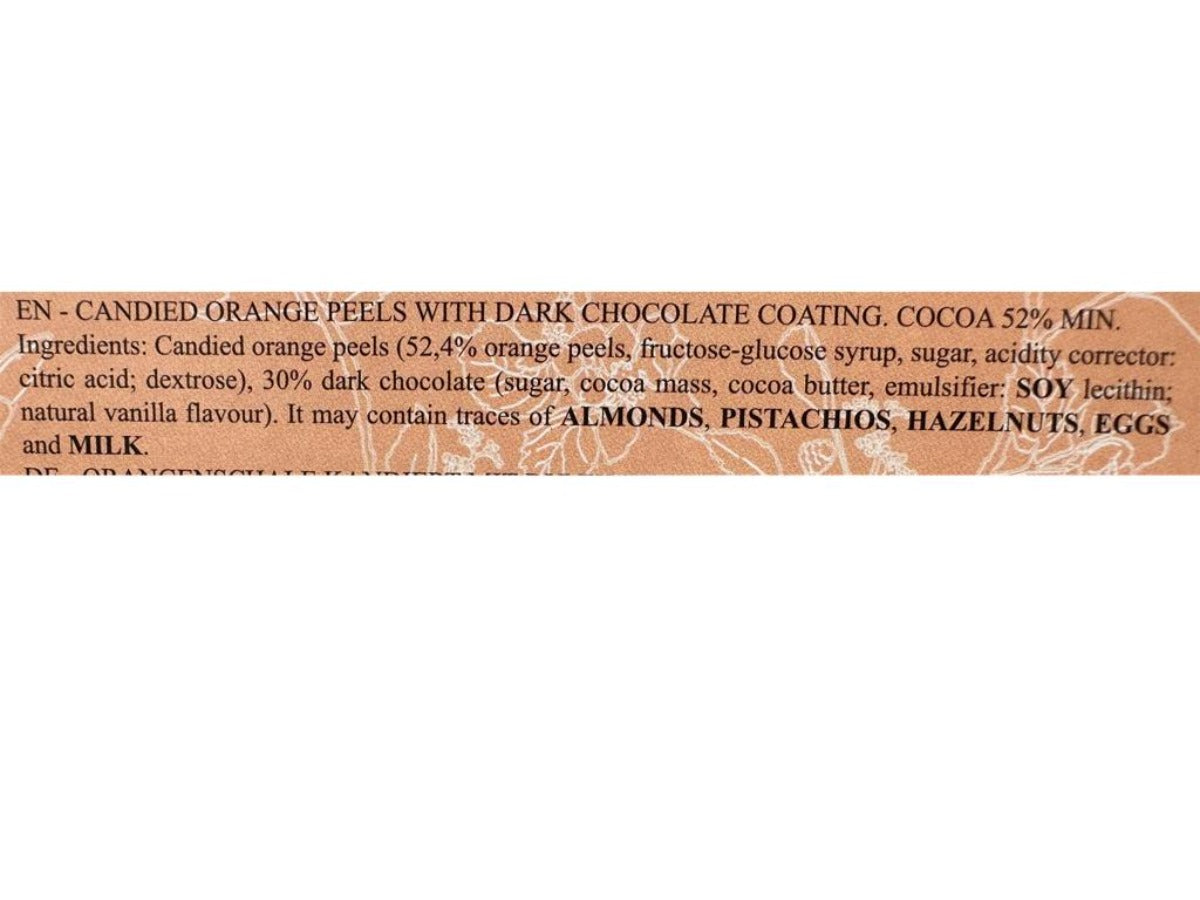 EN - CANDIED ORANGE PEELS WITH DARK CHOCOLATE COATING. COCOA 52% MIN.
Ingredients: Candied orange peels (52,4% orange peels, fructose-glucose syrup, sugar, acidity corrector:
citric acid; dextrose), 30% dark chocolate (sugar, cocoa mass, cocoa butter, emulsifier: SOY lecithin;
natural vanilla flavour). It may contain traces of ALMONDS, PISTACHIOS, HAZELNUTS, EGGS
and MILK.